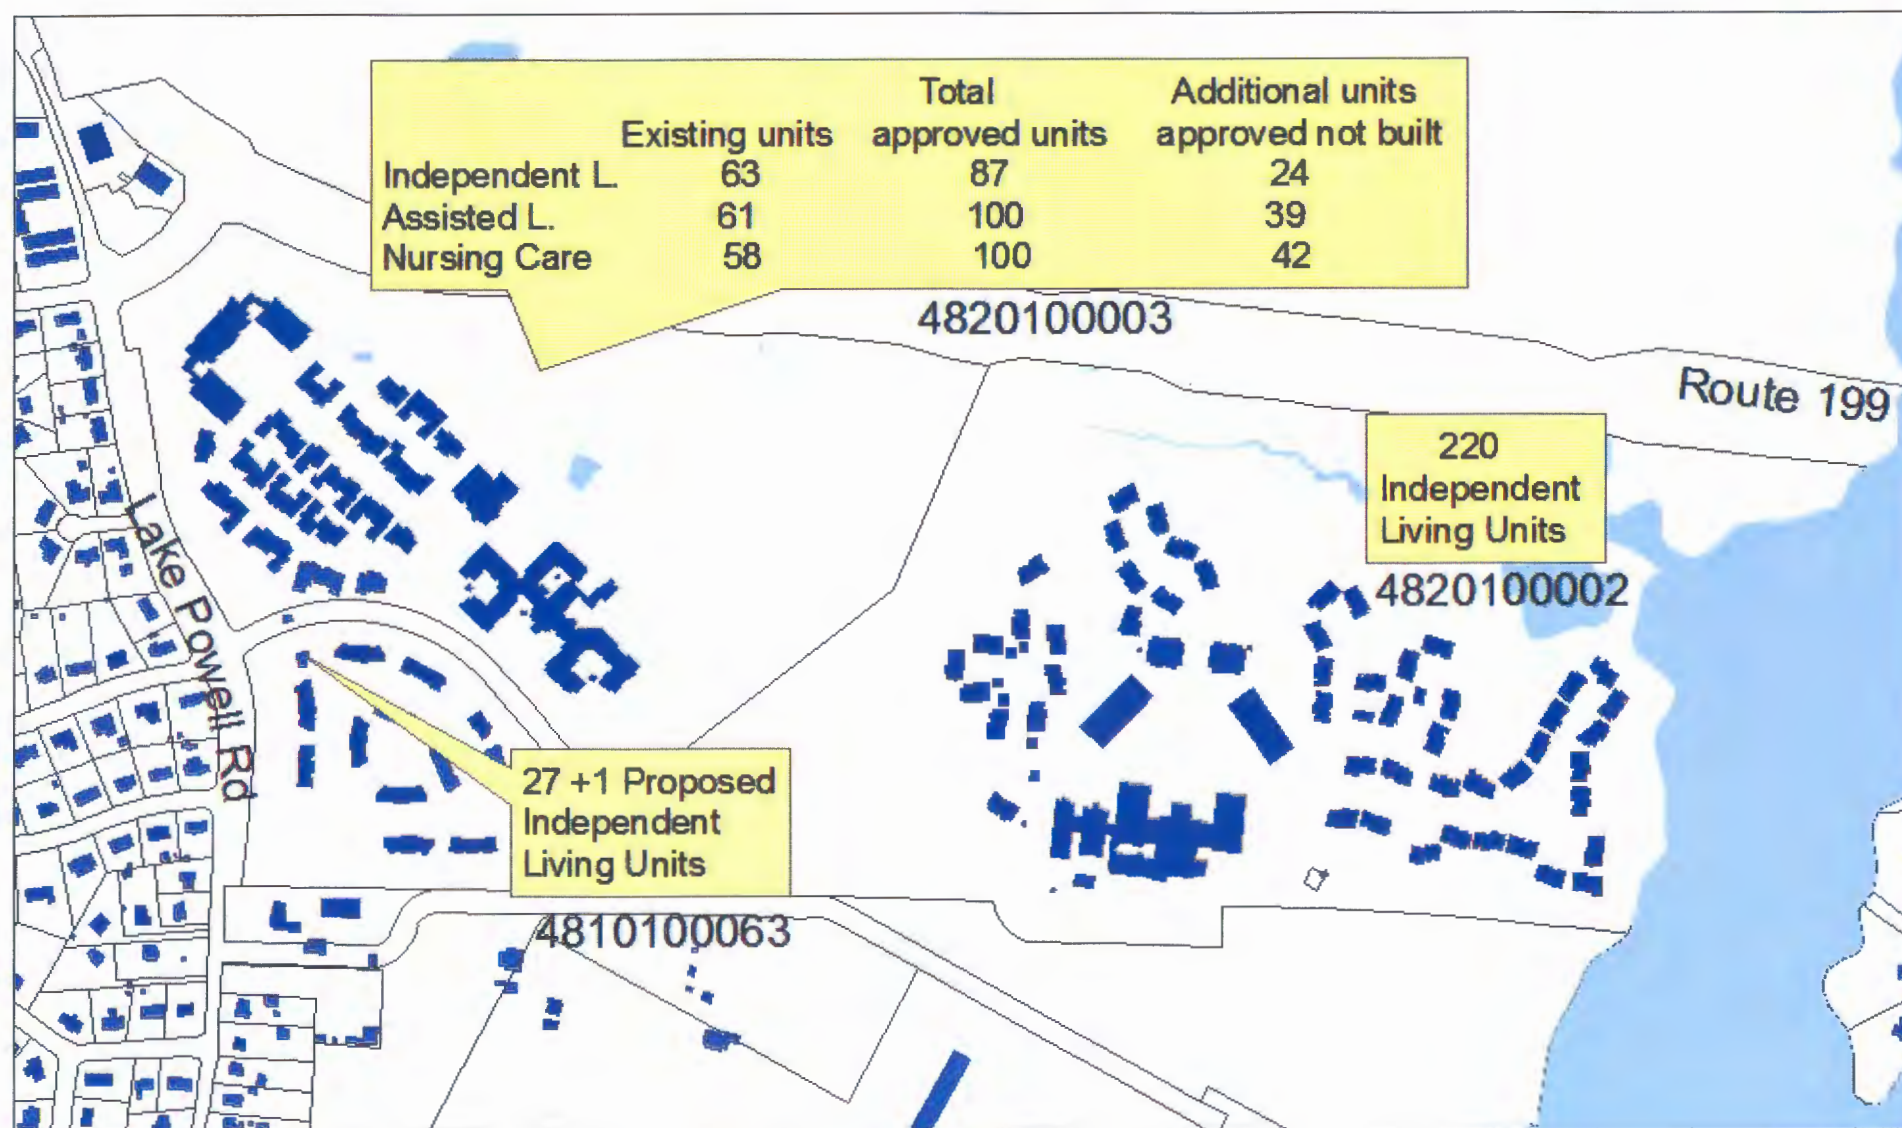 Total Additional units
Existing units approved units approved not built
Independent L. 63 87 24
Assisted L. 61 100 39
Nursing Care 58 100 42
4820100003
Route 199
220
Independent
Living Units
4820100002
Lake Powell Rd
27 +1 Proposed
Independent
Living Units
4810100063